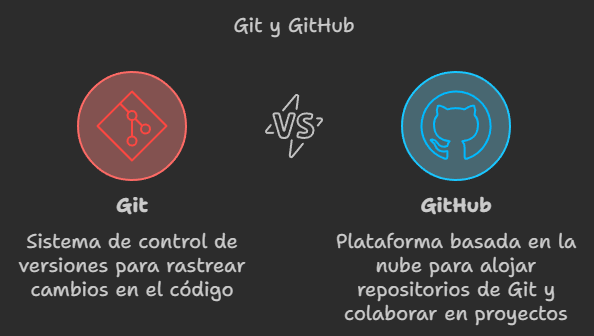 Git y GitHub
VS
Git
GitHub
Sistema de control de
versiones para rastrear
cambios en el código
Plataforma basada en la
nube para alojar
repositorios de Git y
colaborar en proyectos